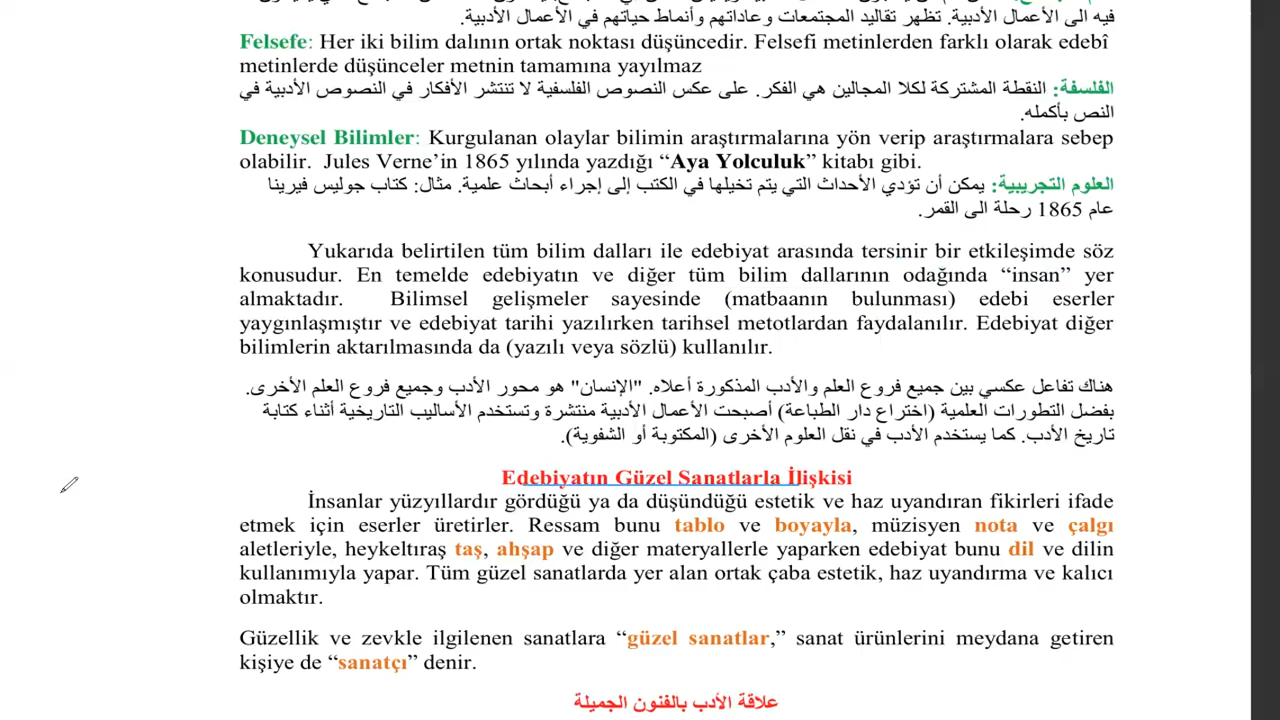 فيه الى الأعمال الأدبية. تظهر تقاليد المجتمعات وعاداتهم وأنماط حياتهم في الأعمال الأدبية.
Felsefe: Her iki bilim dalının ortak noktası düşüncedir. Felsefi metinlerden farklı olarak edebî
metinlerde düşünceler metnin tamamına yayılmaz
الفلسفة: النقطة المشتركة لكلا المجالين هي الفكر. على عكس النصوص الفلسفية لا تنتشر الأفكار في النصوص الأدبية في
النص بأكمله.
Deneysel Bilimler: Kurgulanan olaylar bilimin araştırmalarına yön verip araştırmalara sebep
olabilir. Jules Verne’in 1865 yılında yazdığı “Aya Yolculuk” kitabı gibi.
العلوم التجريبية: يمكن أن تؤدي الأحداث التي يتم تخيلها في الكتب إلى إجراء أبحاث علمية. مثال: كتاب جوليس فيرينا
عام 1865 رحلة الى القمر.
Yukarıda belirtilen tüm bilim dalları ile edebiyat arasında tersinir bir etkileşimde söz
konusudur. En temelde edebiyatın ve diğer tüm bilim dallarının odağında “insan” yer
almaktadır. Bilimsel gelişmeler sayesinde (matbaanın bulunması) edebi eserler
yaygınlaşmıştır ve edebiyat tarihi yazılırken tarihsel metotlardan faydalanılır. Edebiyat diğer
bilimlerin aktarılmasında da (yazılı veya sözlü) kullanılır.
هناك تفاعل عكسي بين جميع فروع العلم والأدب المذكورة أعلاه. "الإنسان" هو محور الأدب وجميع فروع العلم الأخرى.
بفضل التطورات العلمية (اختراع دار الطباعة) أصبحت الأعمال الأدبية منتشرة وتستخدم الأساليب التاريخية أثناء كتابة
تاريخ الأدب. كما يستخدم الأدب في نقل العلوم الأخرى (المكتوبة أو الشفوية).
Edebiyatın Güzel Sanatlarla İlişkisi
İnsanlar yüzyıllardır gördüğü ya da düşündüğü estetik ve haz uyandıran fikirleri ifade
etmek için eserler üretirler. Ressam bunu tablo ve boyayla, müzisyen nota ve çalgı
aletleriyle, heykeltıraş taş, ahşap ve diğer materyallerle yaparken edebiyat bunu dil ve dilin
kullanımıyla yapar. Tüm güzel sanatlarda yer alan ortak çaba estetik, haz uyandırma ve kalıcı
olmaktır.
Güzellik ve zevkle ilgilenen sanatlara “güzel sanatlar,” sanat ürünlerini meydana getiren
kişiye de “sanatçı” denir.
علاقة الأدب بالفنون الجميلة